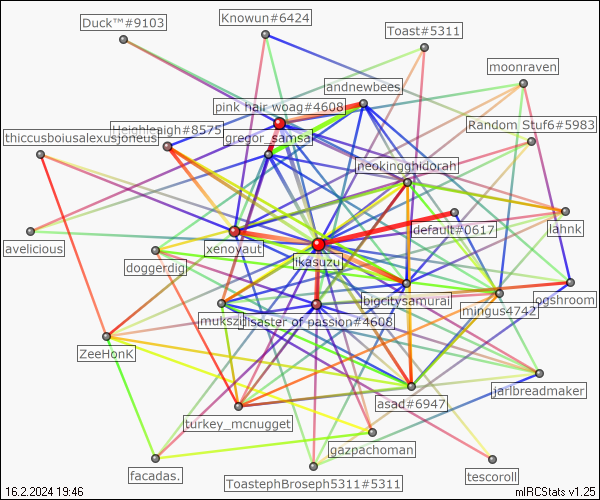 Duck™#9103
Knowun#6424
Toast#5311
moonraven
andnewbees
pink hair woag#4608
Random Stuf6#5983
Heighleaigh#8575
thiccusboiusalexusjoneus
gregor_samsa
neokingghidorah
lahnk
default#0617
avelicious
xenoyaut
ikasuzu
doggerdig
bigcitysamurai
ogshroom
mingus4742
mukszi
disaster of passion#4608
ZeeHonK
jarlbreadmaker
asad#6947
turkey_mcnugget
gazpachoman
facadas.
ToastephBroseph5311#5311
tescoroll
16.2.2024 19:46
mIRCStats v1.25